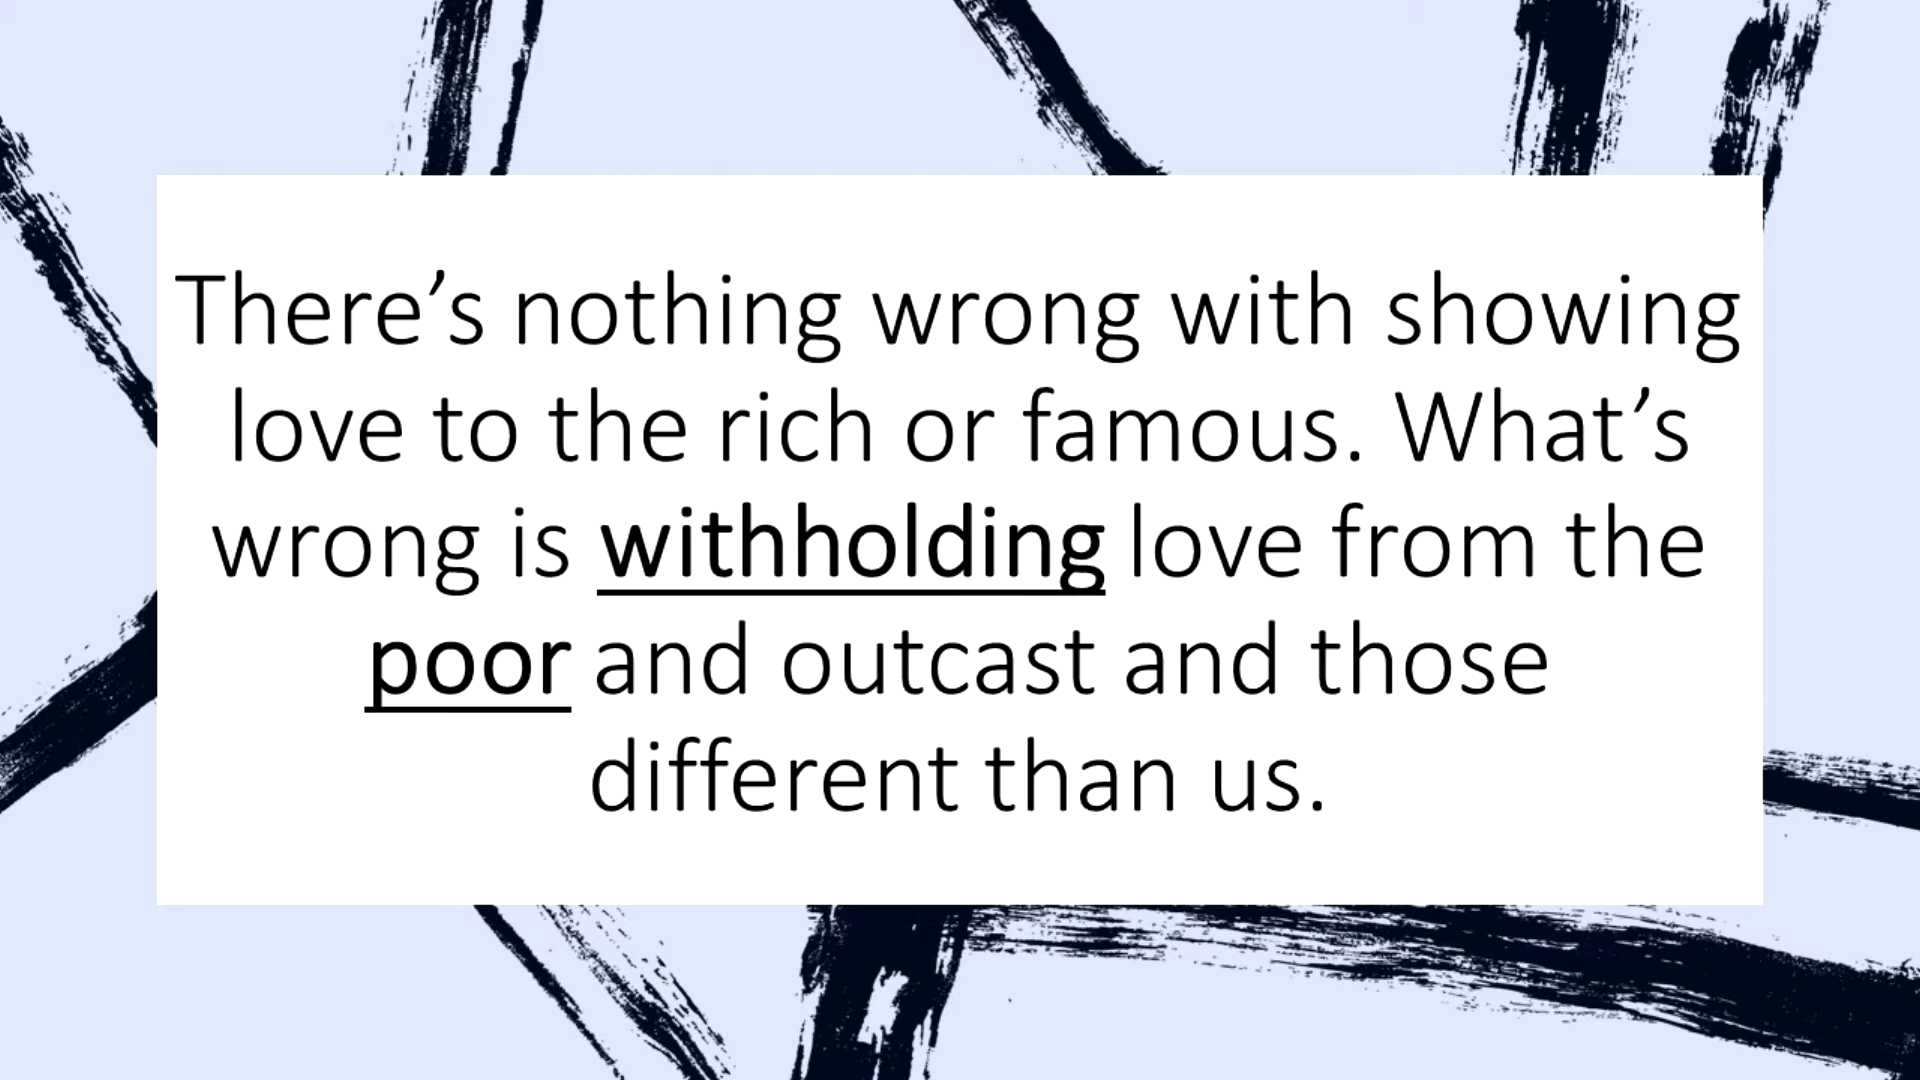 There’s nothing wrong with showing
love to the rich or famous. What’s
wrong is withholding love from the
poor and outcast and those
different than us.